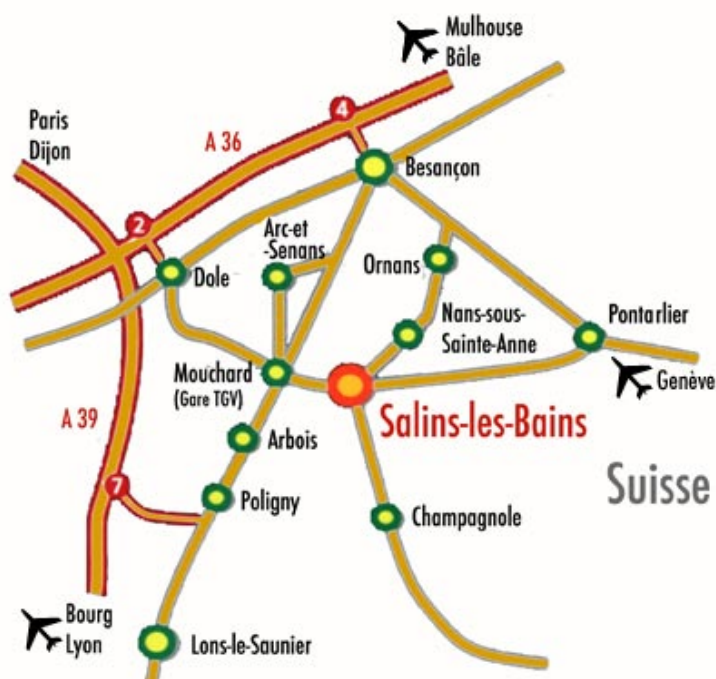 Mulhouse
Bâle
4
Paris
Dijon
A 36
Besançon
2
Arc-et
-Senans
Ornans
Dole
Nans-sous-
Sainte-Anne
Pontarlier
Mouchard
(Gare TGV)
Genève
A 39
Salins-les-Bains
Arbois
7
Poligny
Suisse
Champagnole
Bourg
Lyon
Lons-le-Saunier